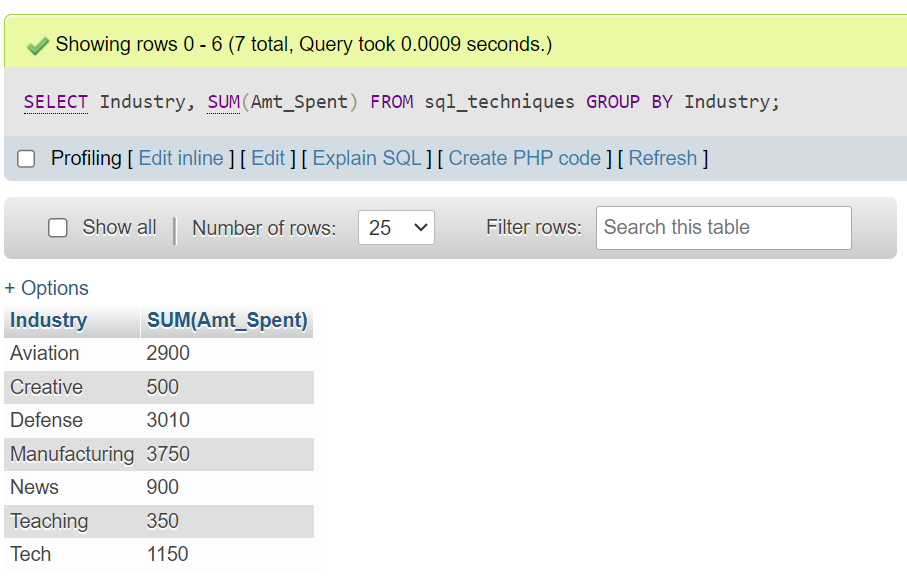 Showing rows 0 - 6 (7 total, Query took 0.0009 seconds.)
SELECT Industry, SUM(Amt_Spent) FROM sql_techniques GROUP BY Industry;
Profiling [ Edit inline ] [ Edit ] [ Explain SQL ] [ Create PHP code ] [ Refresh ]
Show all | Number of rows: 25 Filter rows: Search this table
+ Options
Industry SUM(Amt_Spent)
Aviation 2900
Creative 500
Defense 3010
Manufacturing 3750
News 900
Teaching 350
Tech 1150